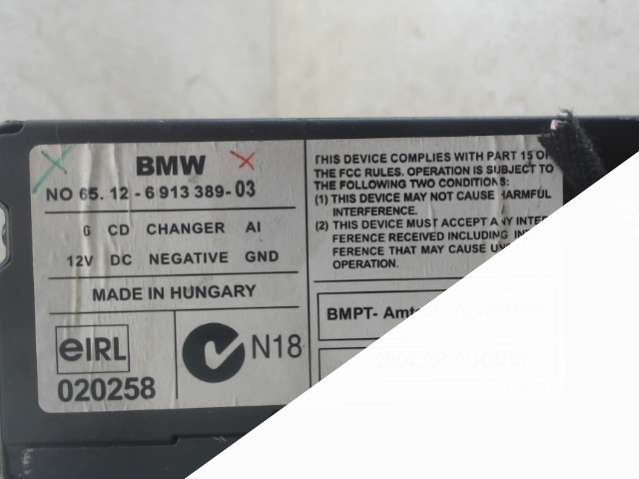 BMW
NO 65. 12 - 6 913 389- 03
6 CD CHANGER AI
12V DC NEGATIVE GND
MADE IN HUNGARY
eIRL
020258
N18
THIS DEVICE COMPLIES WITH PART 15 OF
THE FCC RULES. OPERATION IS SUBJECT TO
THE FOLLOWING TWO CONDITIONS:
(1) THIS DEVICE MAY NOT CAUSE HARMFUL
INTERFERENCE.
(2) THIS DEVICE MUST ACCEPT ANY
FERENCE RECEIVED INCLUDING
FERENCE THAT MAY CAUSE
OPERATION.
BMPT-